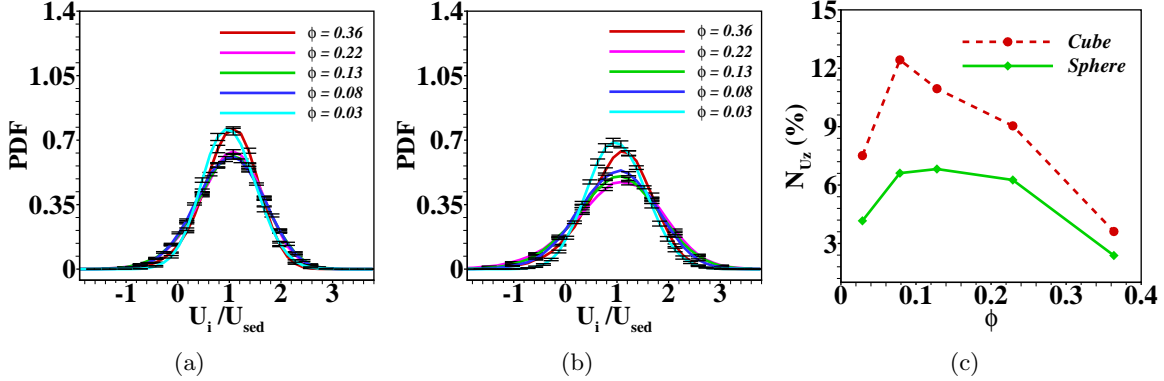 PDF
1.4
1.05
0.7
0.35
0
-1 0 1 2 3
U_i /U_sed
ϕ = 0.36
ϕ = 0.22
ϕ = 0.13
ϕ = 0.08
ϕ = 0.03
(a)
PDF
1.4
1.05
0.7
0.35
0
-1 0 1 2 3
U_i /U_sed
ϕ = 0.36
ϕ = 0.22
ϕ = 0.13
ϕ = 0.08
ϕ = 0.03
(b)
N_Uz (%)
15
12
9
6
3
0 0.1 0.2 0.3 0.4
ϕ
Cube
Sphere
(c)